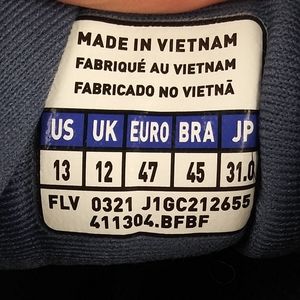 MADE IN VIETNAM
FABRIQUÉ AU VIETNAM
FABRICADO NO VIETNÃ
US UK EURO BRA JP
13 12 47 45 31.0
FLV 0321 J1GC212655
411304.BFBF